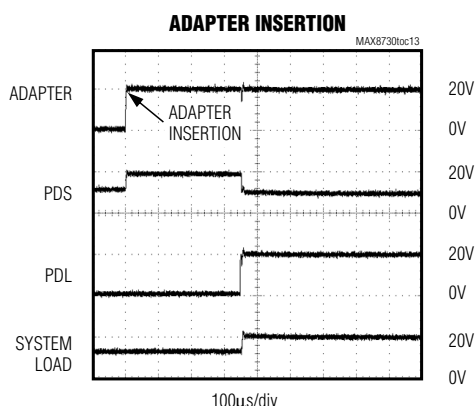 ADAPTER INSERTION
MAX8730toc13
ADAPTER
ADAPTER
INSERTION
20V
0V
PDS
20V
0V
PDL
20V
0V
SYSTEM
LOAD
20V
0V
100µs/div